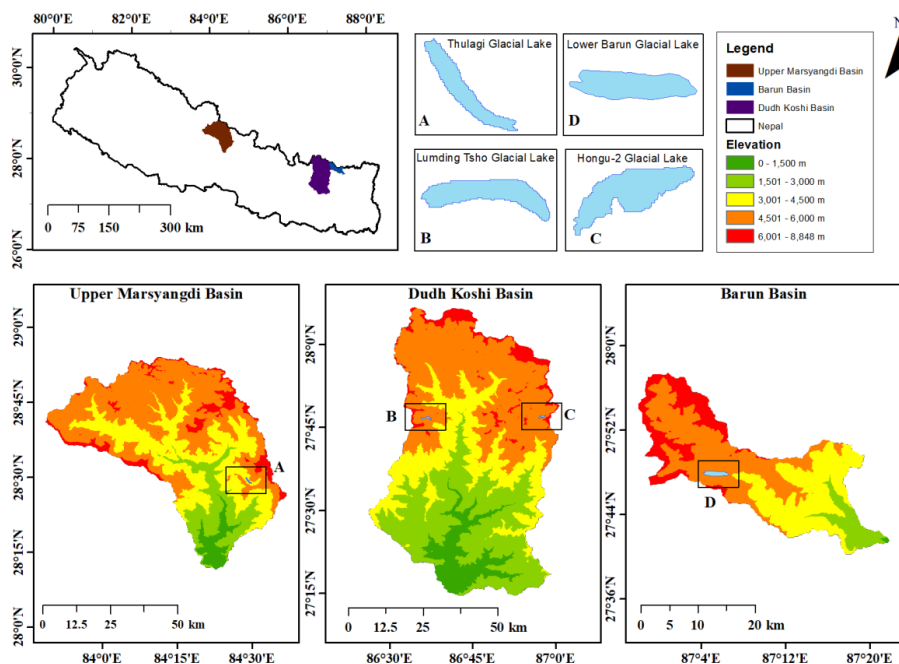 80°0'E 82°0'E 84°0'E 86°0'E 88°0'E
30°0'N
28°0'N
26°0'N
0 75 150 300 km
Thulagi Glacial Lake
A
Lower Barun Glacial Lake
D
Lumding Tsho Glacial Lake
B
Hongu-2 Glacial Lake
C
N
Legend
Upper Marsyangdi Basin
Barun Basin
Dudh Koshi Basin
Nepal
Elevation
0 - 1,500 m
1,501 - 3,000 m
3,001 - 4,500 m
4,501 - 6,000 m
6,001 - 8,848 m
Upper Marsyangdi Basin
29°0'N
28°45'N
28°30'N
28°15'N
28°0'N
A
0 25 50 km
84°0'E 84°15'E 84°30'E
Dudh Koshi Basin
28°0'N
27°45'N
27°30'N
27°15'N
B
C
0 12.5 25 50 km
86°30'E 86°45'E 87°0'E
Barun Basin
28°0'N
27°52'N
27°44'N
27°36'N
D
0 5 10 20 km
87°4'E 87°12'E 87°20'E